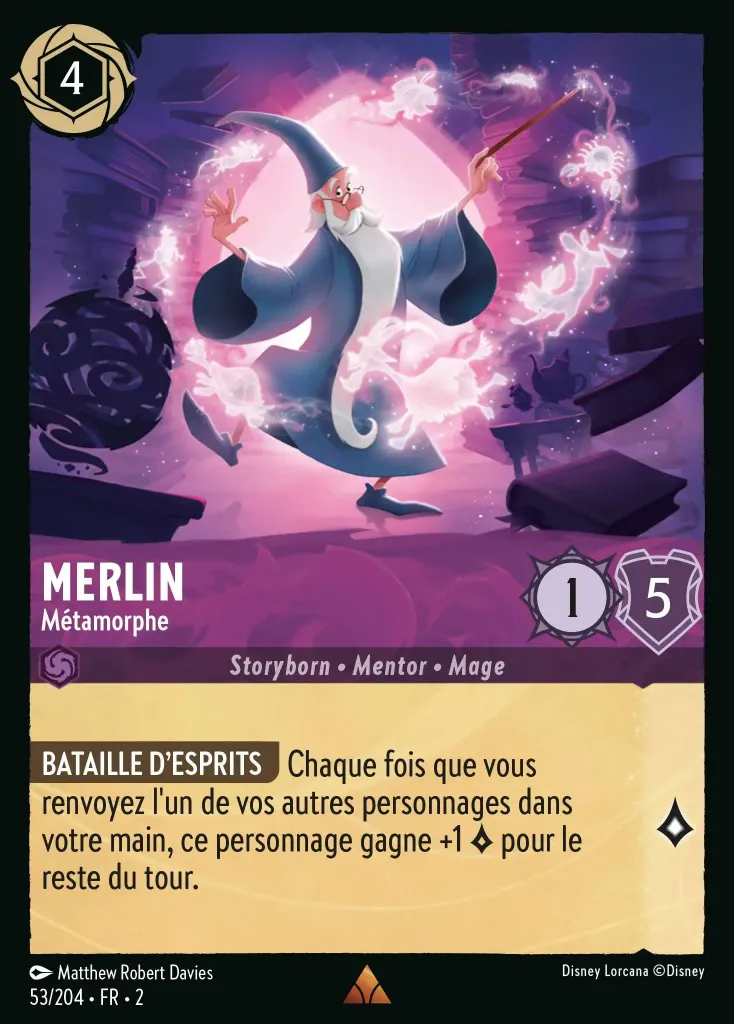 4
MERLIN
Métamorphe
1
5
Storyborn • Mentor • Mage
BATAILLE D'ESPRITS Chaque fois que vous
renvoyez l'un de vos autres personnages dans
votre main, ce personnage gagne +1 pour le
reste du tour.
Matthew Robert Davies
Disney Lorcana ©Disney
53/204 • FR • 2